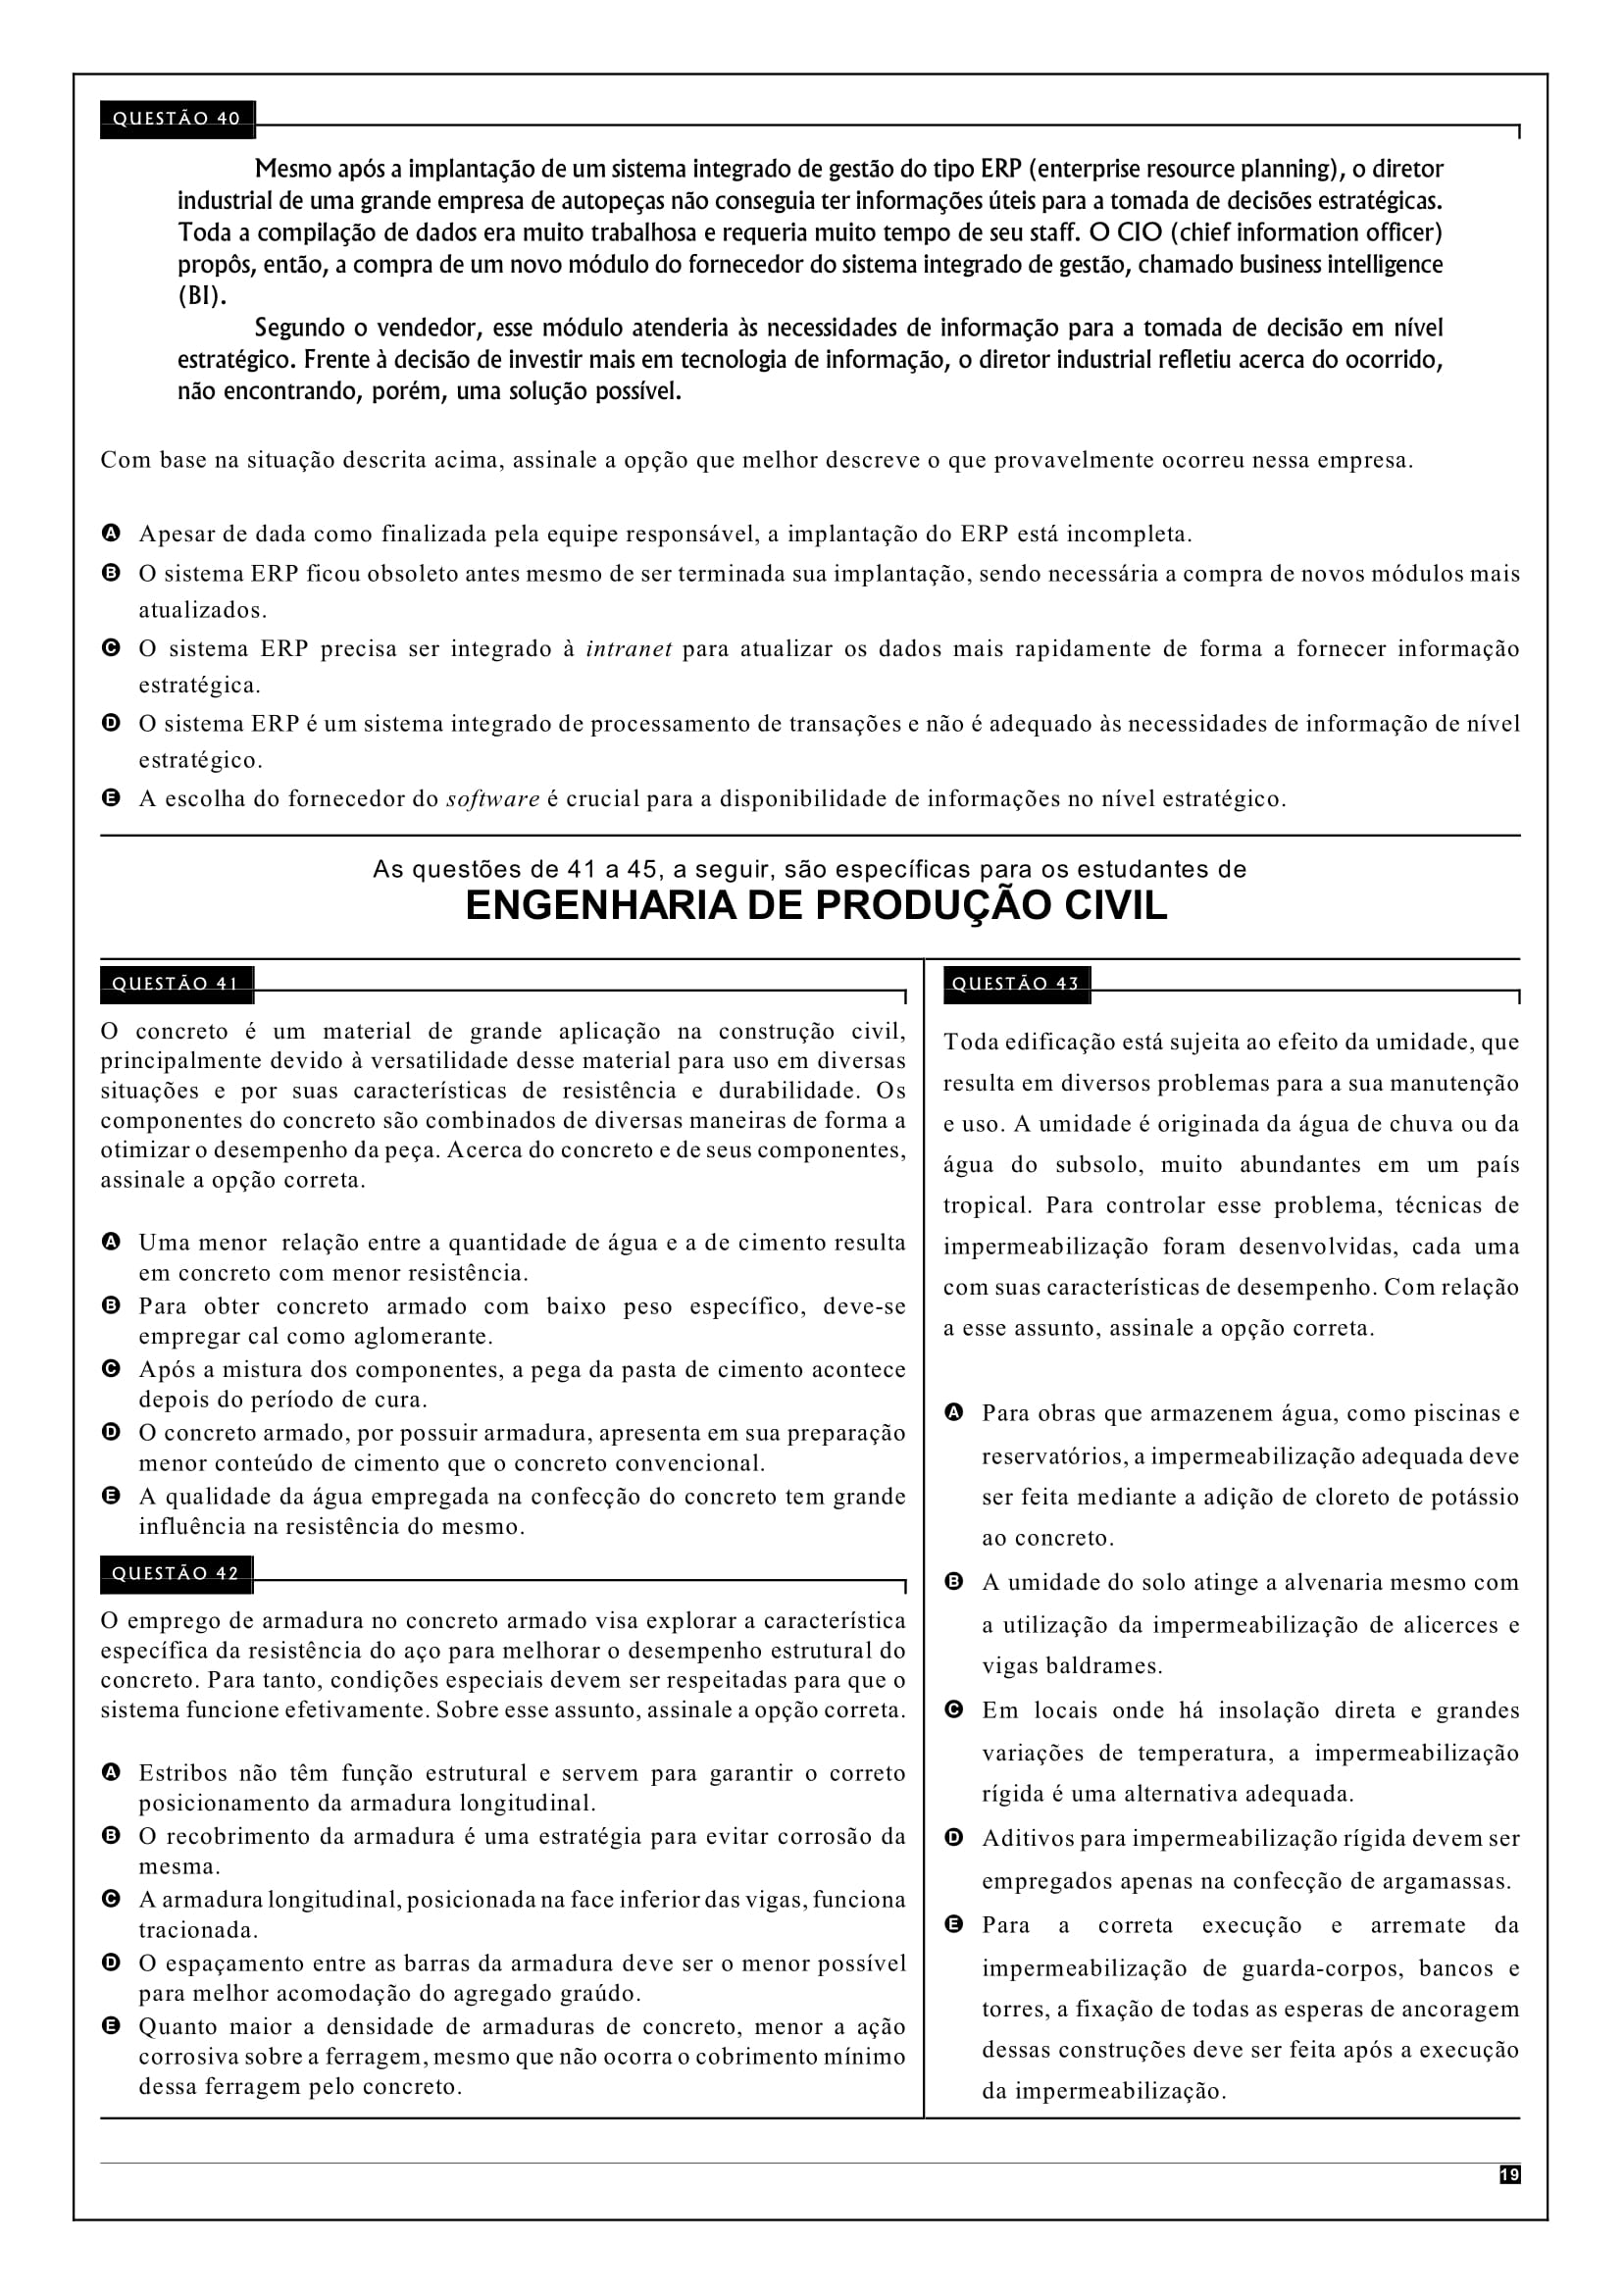 QUESTÃO 40
Mesmo após a implantação de um sistema integrado de gestão do tipo ERP (enterprise resource planning), o diretor
industrial de uma grande empresa de autopeças não conseguia ter informações úteis para a tomada de decisões estratégicas.
Toda a compilação de dados era muito trabalhosa e requeria muito tempo de seu staff. O CIO (chief information officer)
propôs, então, a compra de um novo módulo do fornecedor do sistema integrado de gestão, chamado business intelligence
(BI).
Segundo o vendedor, esse módulo atenderia às necessidades de informação para a tomada de decisão em nível
estratégico. Frente à decisão de investir mais em tecnologia de informação, o diretor industrial refletiu acerca do ocorrido,
não encontrando, porém, uma solução possível.
Com base na situação descrita acima, assinale a opção que melhor descreve o que provavelmente ocorreu nessa empresa.
A Apesar de dada como finalizada pela equipe responsável, a implantação do ERP está incompleta.
B O sistema ERP ficou obsoleto antes mesmo de ser terminada sua implantação, sendo necessária a compra de novos módulos mais
atualizados.
C O sistema ERP precisa ser integrado à intranet para atualizar os dados mais rapidamente de forma a fornecer informação
estratégica.
D O sistema ERP é um sistema integrado de processamento de transações e não é adequado às necessidades de informação de nível
estratégico.
E A escolha do fornecedor do software é crucial para a disponibilidade de informações no nível estratégico.
As questões de 41 a 45, a seguir, são específicas para os estudantes de
ENGENHARIA DE PRODUÇÃO CIVIL
QUESTÃO 41
O concreto é um material de grande aplicação na construção civil,
principalmente devido à versatilidade desse material para uso em diversas
situações e por suas características de resistência e durabilidade. Os
componentes do concreto são combinados de diversas maneiras de forma a
otimizar o desempenho da peça. Acerca do concreto e de seus componentes,
assinale a opção correta.
A Uma menor relação entre a quantidade de água e a de cimento resulta
em concreto com menor resistência.
B Para obter concreto armado com baixo peso específico, deve-se
empregar cal como aglomerante.
C Após a mistura dos componentes, a pega da pasta de cimento acontece
depois do período de cura.
D O concreto armado, por possuir armadura, apresenta em sua preparação
menor conteúdo de cimento que o concreto convencional.
E A qualidade da água empregada na confecção do concreto tem grande
influência na resistência do mesmo.
QUESTÃO 42
O emprego de armadura no concreto armado visa explorar a característica
específica da resistência do aço para melhorar o desempenho estrutural do
concreto. Para tanto, condições especiais devem ser respeitadas para que o
sistema funcione efetivamente. Sobre esse assunto, assinale a opção correta.
A Estribos não têm função estrutural e servem para garantir o correto
posicionamento da armadura longitudinal.
B O recobrimento da armadura é uma estratégia para evitar corrosão da
mesma.
C A armadura longitudinal, posicionada na face inferior das vigas, funciona
tracionada.
D O espaçamento entre as barras da armadura deve ser o menor possível
para melhor acomodação do agregado graúdo.
E Quanto maior a densidade de armaduras de concreto, menor a ação
corrosiva sobre a ferragem, mesmo que não ocorra o cobrimento mínimo
dessa ferragem pelo concreto.
QUESTÃO 43
Toda edificação está sujeita ao efeito da umidade, que
resulta em diversos problemas para a sua manutenção
e uso. A umidade é originada da água de chuva ou da
água do subsolo, muito abundantes em um país
tropical. Para controlar esse problema, técnicas de
impermeabilização foram desenvolvidas, cada uma
com suas características de desempenho. Com relação
a esse assunto, assinale a opção correta.
A Para obras que armazenem água, como piscinas e
reservatórios, a impermeabilização adequada deve
ser feita mediante a adição de cloreto de potássio
ao concreto.
B A umidade do solo atinge a alvenaria mesmo com
a utilização da impermeabilização de alicerces e
vigas baldrames.
C Em locais onde há insolação direta e grandes
variações de temperatura, a impermeabilização
rígida é uma alternativa adequada.
D Aditivos para impermeabilização rígida devem ser
empregados apenas na confecção de argamassas.
E Para a correta execução e arremate da
impermeabilização de guarda-corpos, bancos e
torres, a fixação de todas as esperas de ancoragem
dessas construções deve ser feita após a execução
da impermeabilização.
19